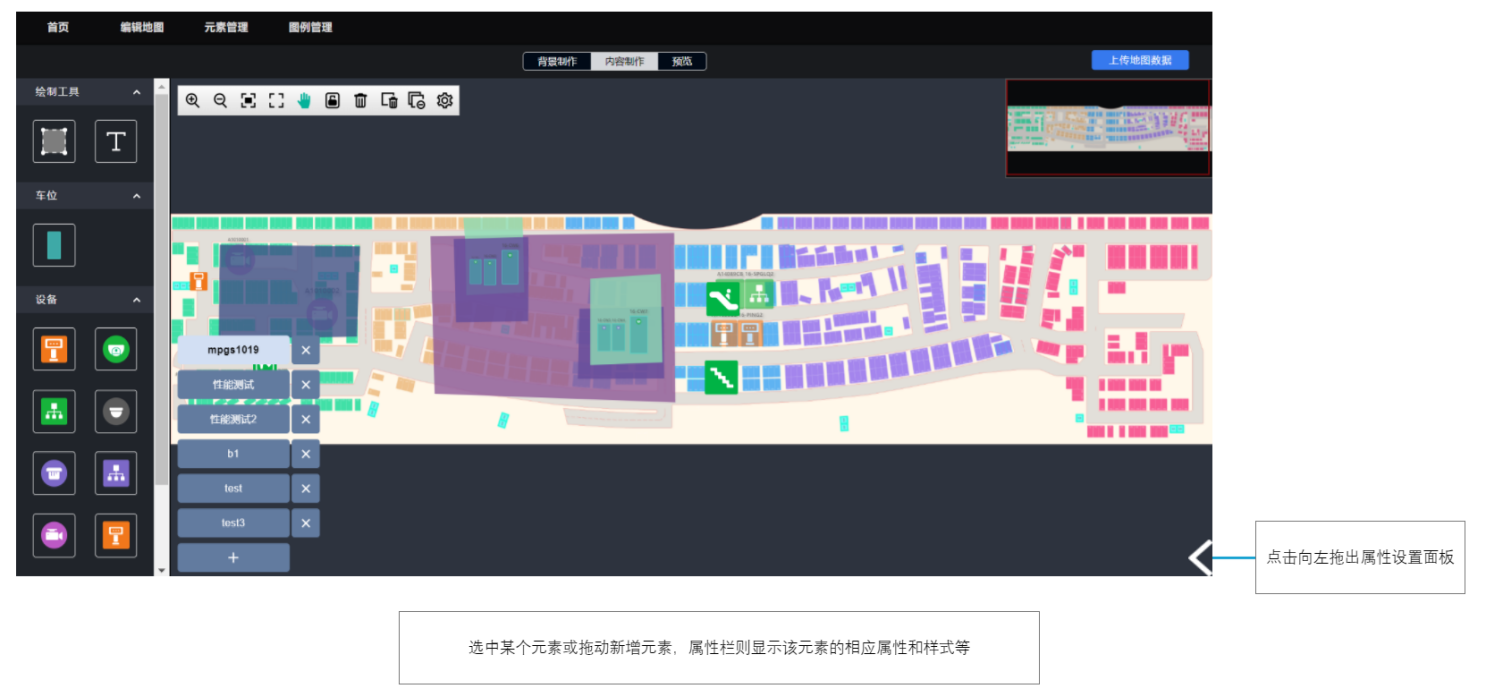 首页 编辑地图 元素管理 图例管理
背景制作 内容制作 预览 上传地图数据
绘制工具
T
车位
设备
mpgs1019
性能测试
性能测试2
b1
test
test3
+
点击向左拖出属性设置面板
选中某个元素或拖动新增元素，属性栏则显示该元素的相应属性和样式等